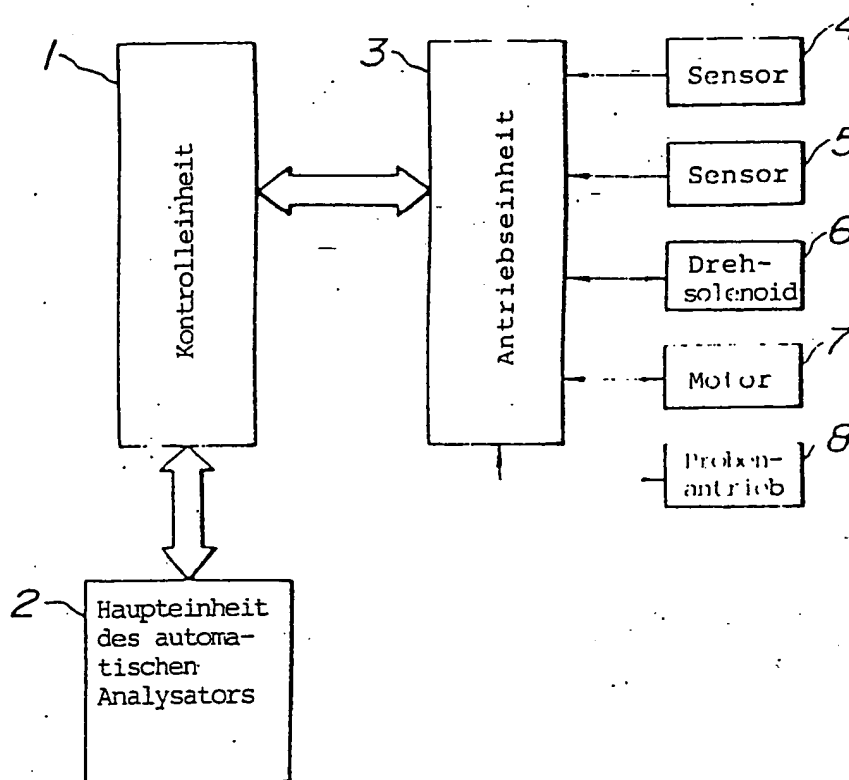 1
Kontrolleinheit
3
Antriebseinheit
4
Sensor
5
Sensor
6
Dreh-
solenoid
7
Motor
8
Proben-
antrieb
2
Haupteinheit
des automa-
tischen
Analysators